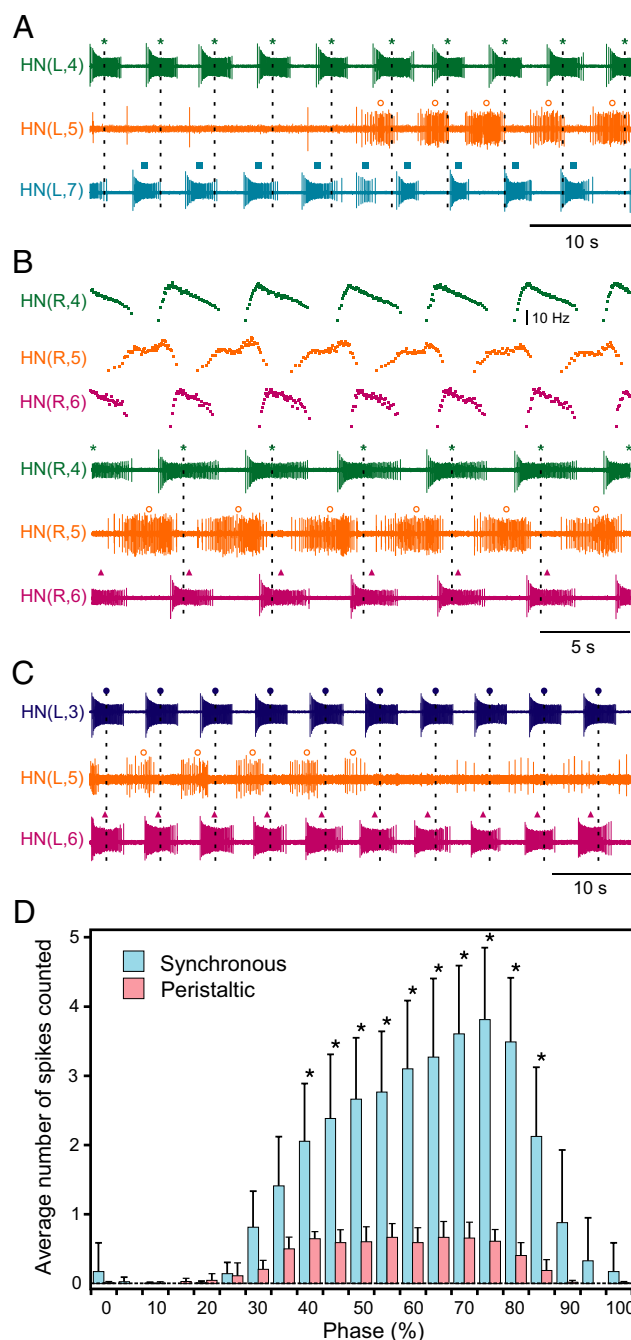 A
HN(L,4)
HN(L,5)
HN(L,7)
10 s
B
HN(R,4)
10 Hz
HN(R,5)
HN(R,6)
HN(R,4)
HN(R,5)
HN(R,6)
5 s
C
HN(L,3)
HN(L,5)
HN(L,6)
10 s
D
Average number of spikes counted
5
4
3
2
1
0
Synchronous
Peristaltic
* * * * * * * * * *
0 10 20 30 40 50 60 70 80 90 100
Phase (%)